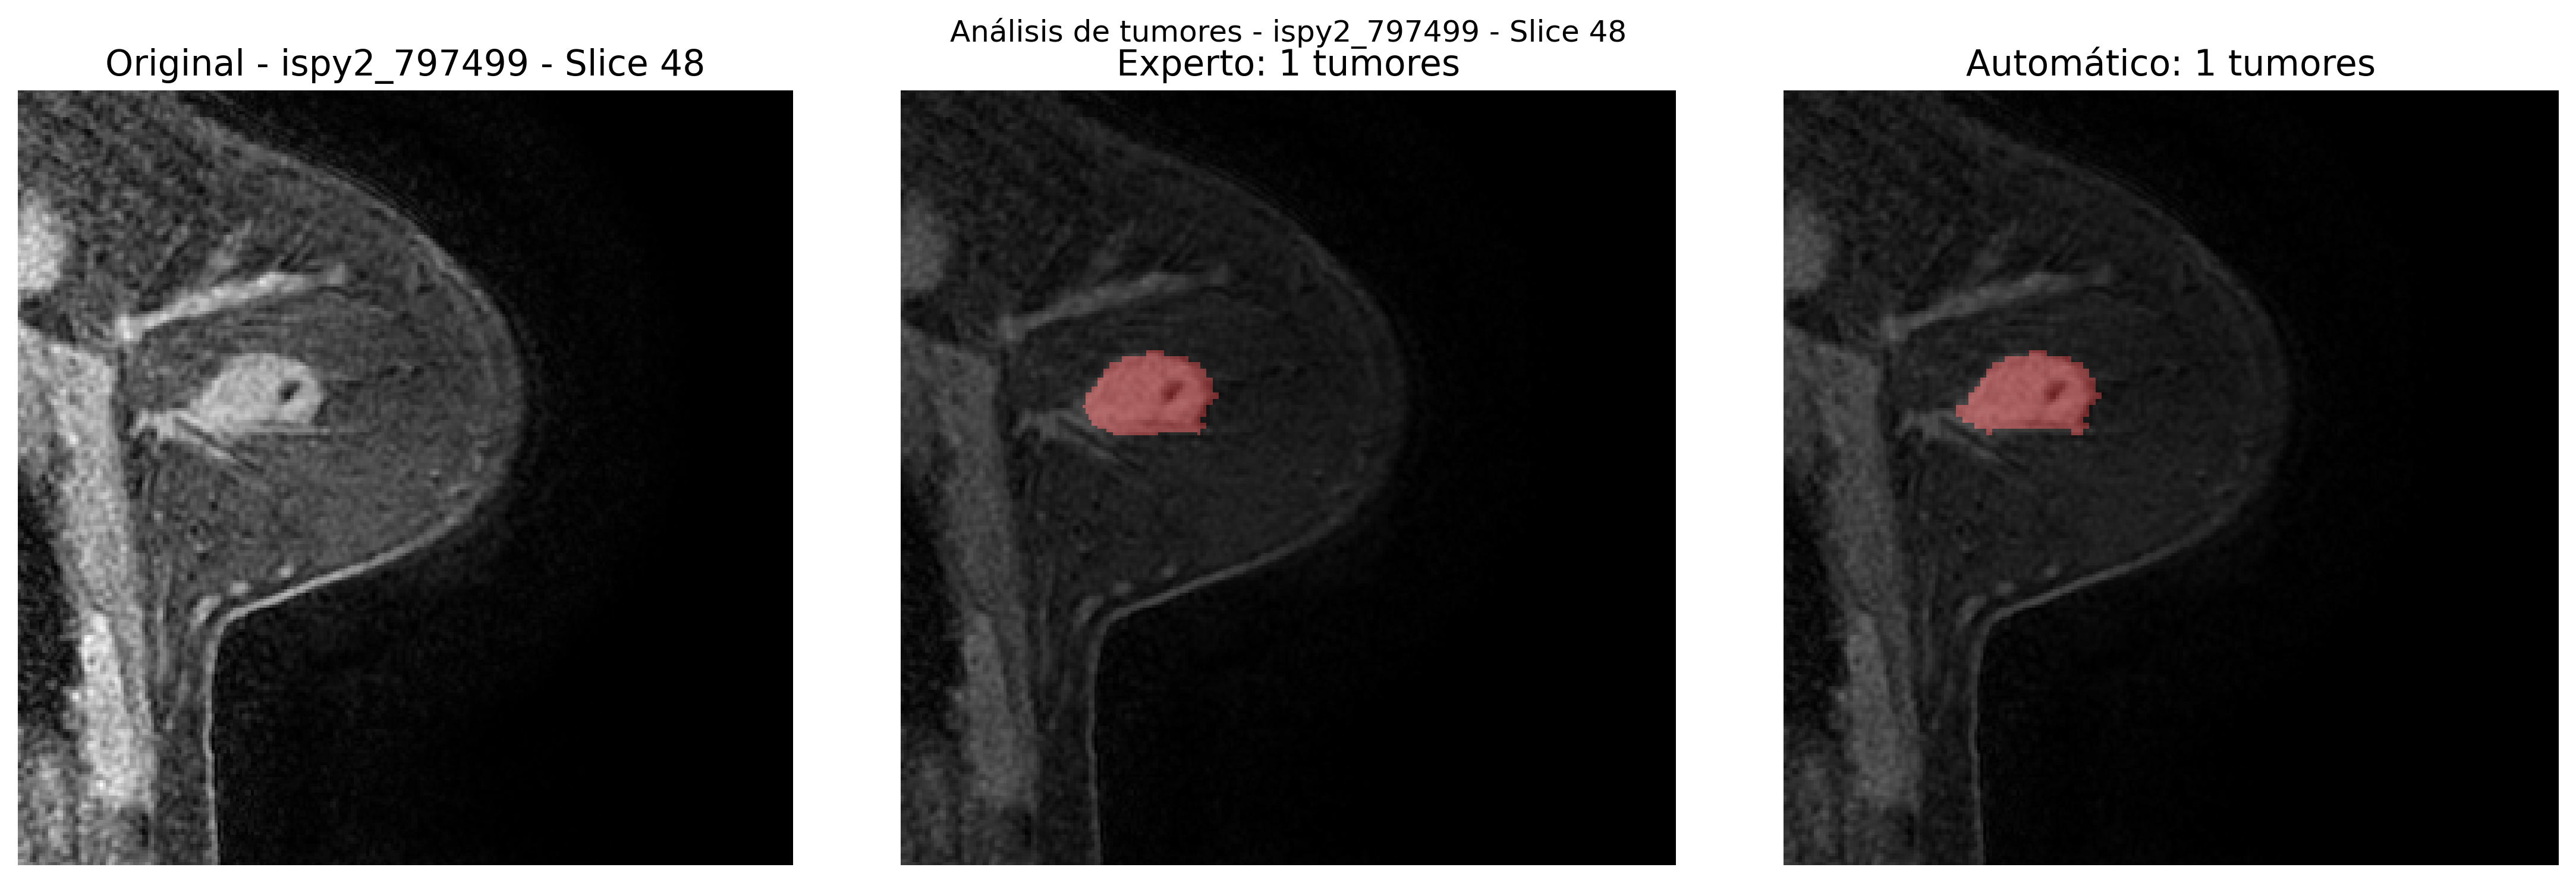 Análisis de tumores - ispy2_797499 - Slice 48
Original - ispy2_797499 - Slice 48
Experto: 1 tumores
Automático: 1 tumores